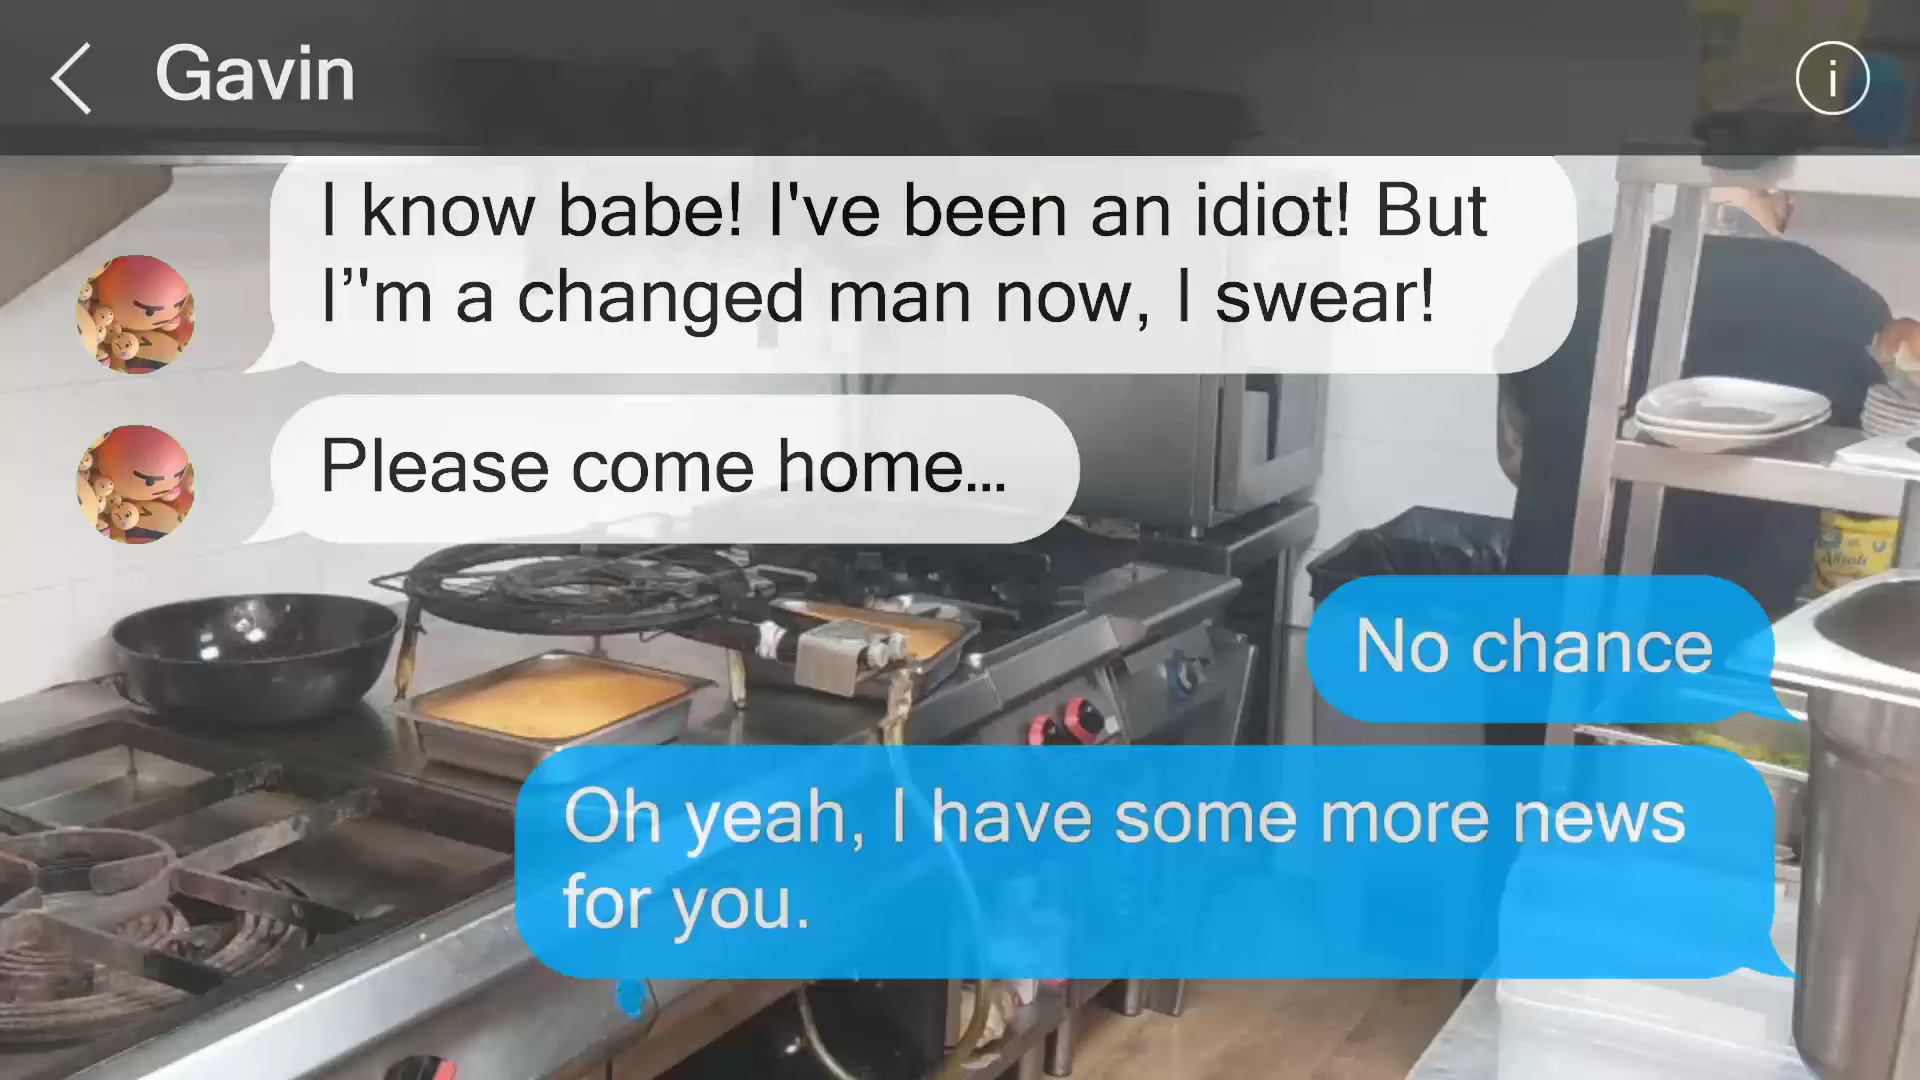 Gavin
i
I know babe! I've been an idiot! But
I’'m a changed man now, I swear!
Please come home...
No chance
Oh yeah, I have some more news
for you.